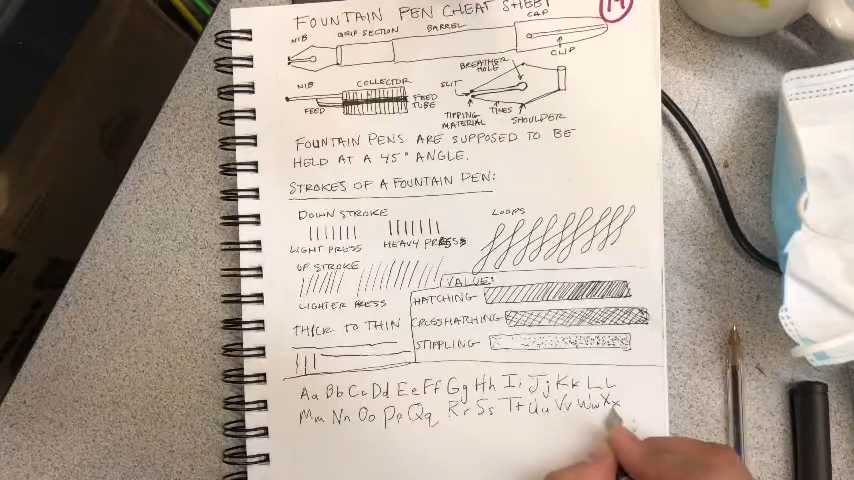 FOUNTAIN PEN CHEAT SHEET
14
NIB GRIP SECTION BARREL CAP
CLIP
NIB COLLECTOR
FEED FEED TUBE
BREATHER HOLE
SLIT
TIPPING MATERIAL TINES SHOULDER
FOUNTAIN PENS ARE SUPPOSED TO BE
HELD AT A 45° ANGLE.
STROKES OF A FOUNTAIN PEN:
DOWN STROKE
LIGHT PRESS HEAVY PRESS
LOOPS
UP STROKE
LIGHTER PRESS
THICK TO THIN
VALUE:
HATCHING
CROSSHATHING
STIPPLING
Aa Bb Cc Dd Ee Ff Gg Hh Ii Jj Kk LL
Mm Nn Oo Pp Qq Rr Ss Tt Uu Vv Ww Xx